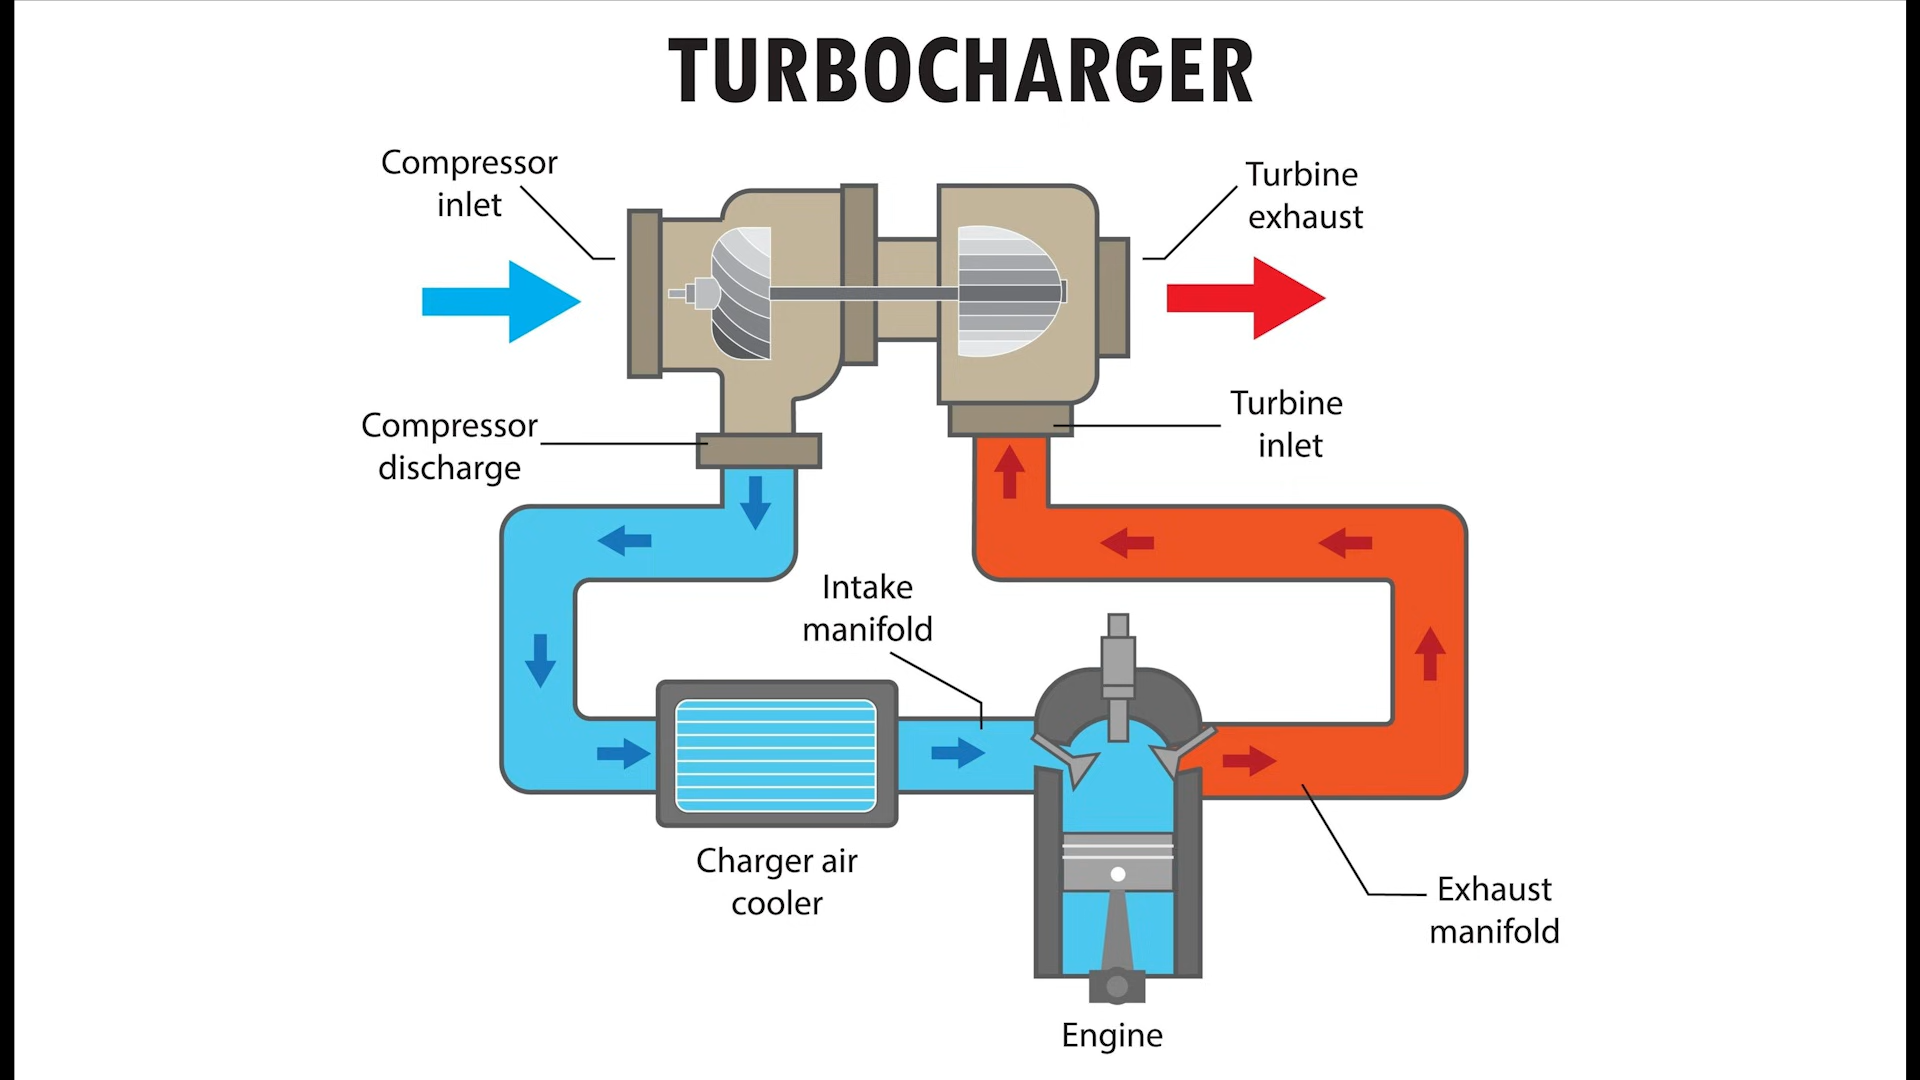 TURBOCHARGER
Compressor
inlet
Turbine
exhaust
Compressor
discharge
Turbine
inlet
Intake
manifold
Charger air
cooler
Exhaust
manifold
Engine